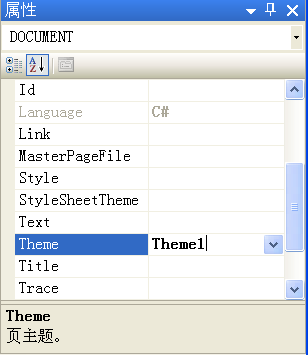 属性
DOCUMENT
Id
Language C#
Link
MasterPageFile
Style
StyleSheetTheme
Text
Theme Theme1
Title
Trace
Theme
页主题。